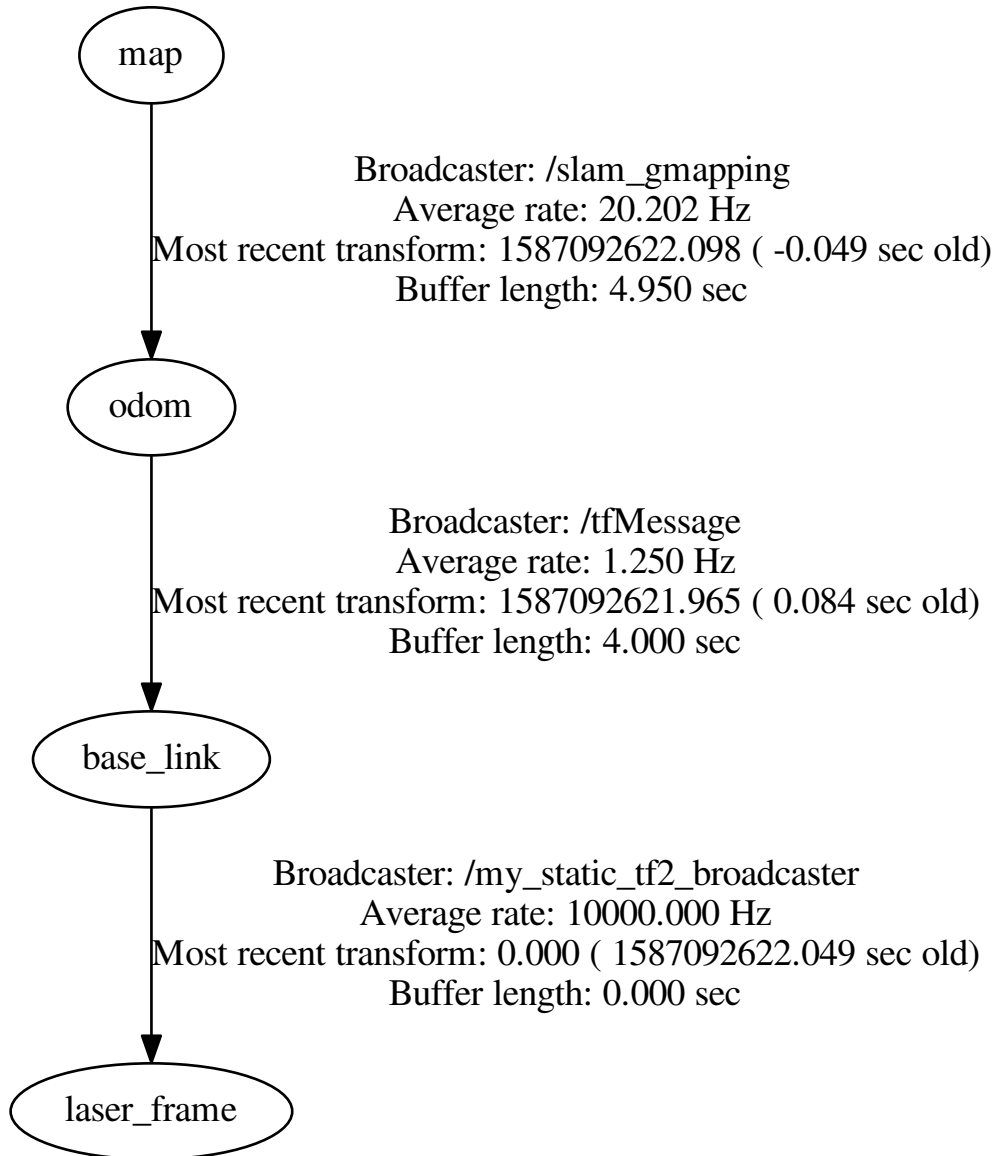 map
Broadcaster: /slam_gmapping
Average rate: 20.202 Hz
Most recent transform: 1587092622.098 ( -0.049 sec old)
Buffer length: 4.950 sec
odom
Broadcaster: /tfMessage
Average rate: 1.250 Hz
Most recent transform: 1587092621.965 ( 0.084 sec old)
Buffer length: 4.000 sec
base_link
Broadcaster: /my_static_tf2_broadcaster
Average rate: 10000.000 Hz
Most recent transform: 0.000 ( 1587092622.049 sec old)
Buffer length: 0.000 sec
laser_frame